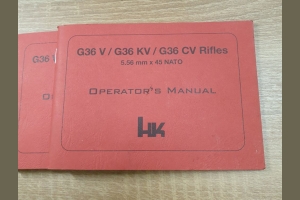 G36 V / G36 KV / G36 CV Rifles
5.56 mm x 45 NATO
OPERATOR'S MANUAL
HK
G36 V
O